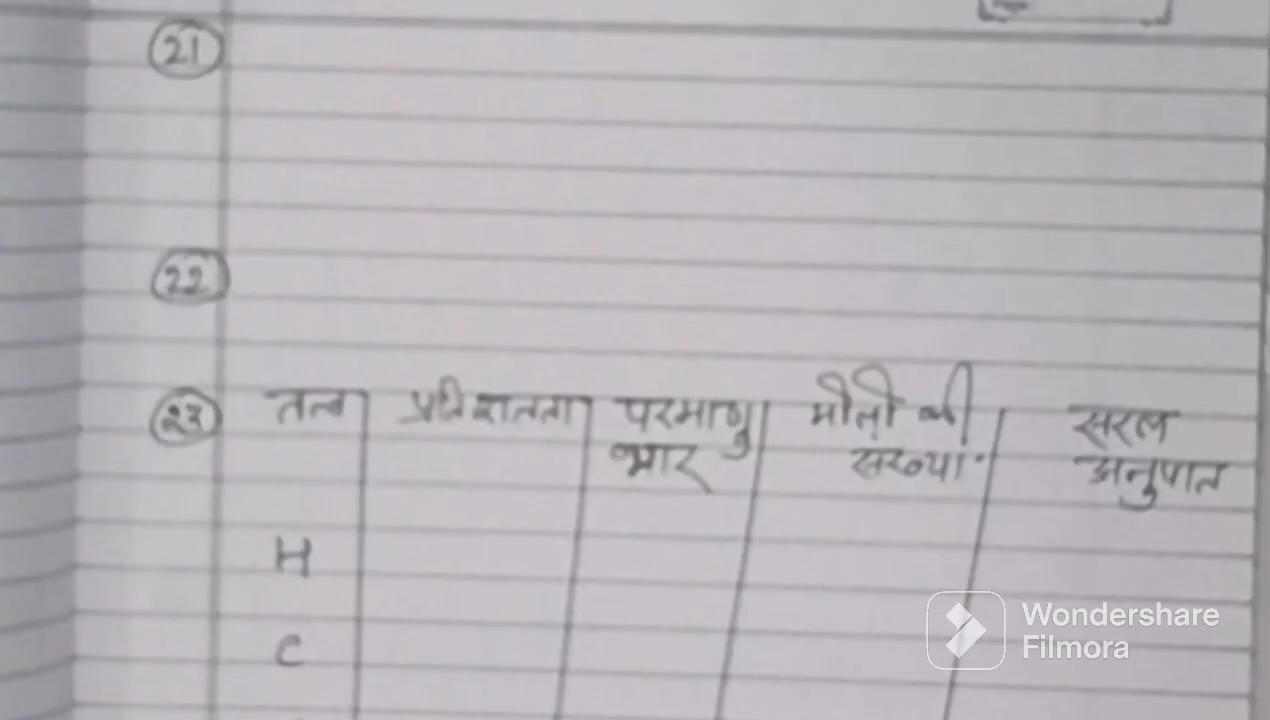 21
22
23 तत्व प्रतिशतता परमाणु भार मोलो की संख्या सरल अनुपात
H
C
Wondershare
Filmora